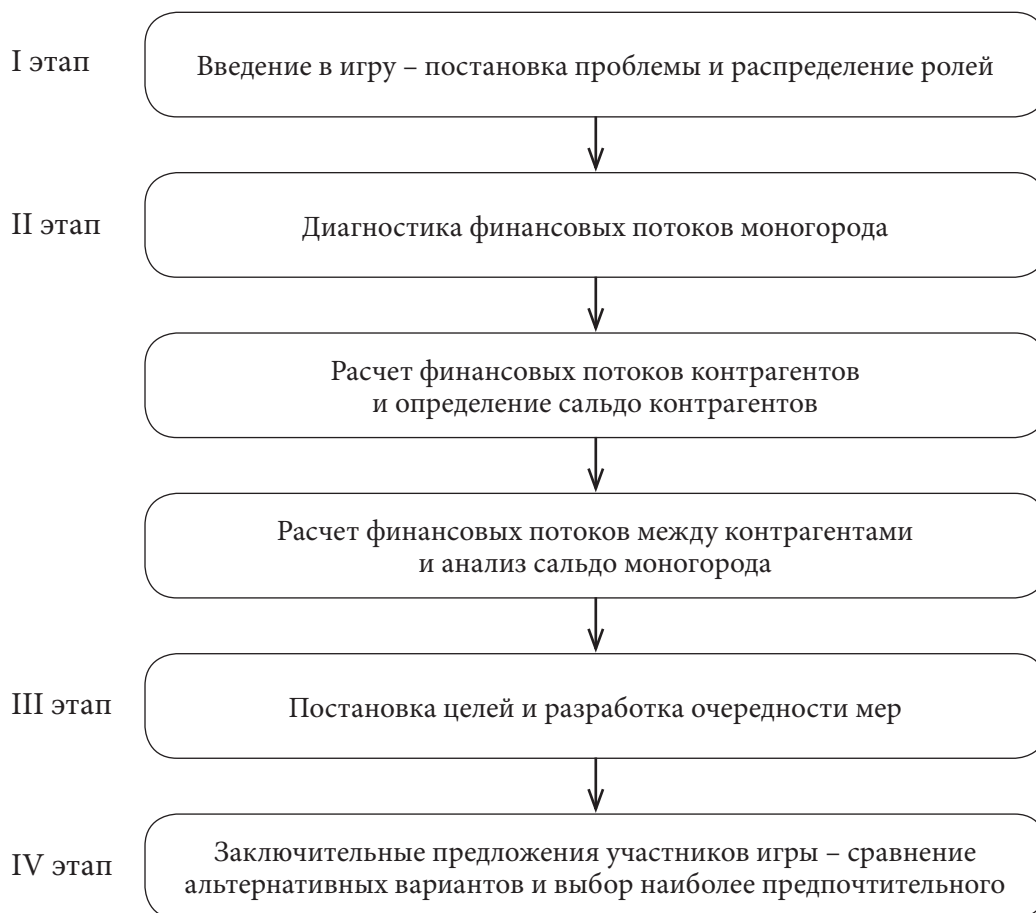 I этап
Введение в игру – постановка проблемы и распределение ролей
II этап
Диагностика финансовых потоков моногорода
Расчет финансовых потоков контрагентов
и определение сальдо контрагентов
Расчет финансовых потоков между контрагентами
и анализ сальдо моногорода
III этап
Постановка целей и разработка очередности мер
IV этап
Заключительные предложения участников игры – сравнение
альтернативных вариантов и выбор наиболее предпочтительного